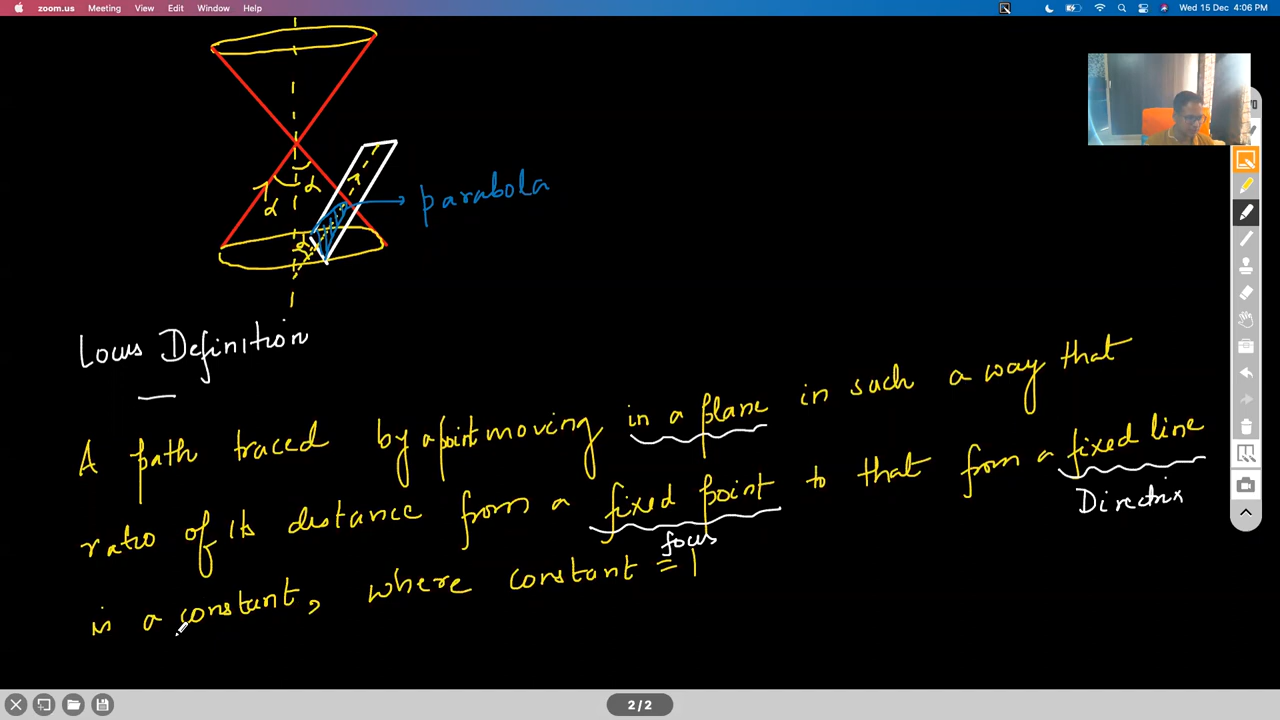 zoom.us Meeting View Edit Window Help Wed 15 Dec 4:06 PM
α α
α
parabola
Locus Definition
A path traced by a point moving in a plane in such a way that
ratio of its distance from a fixed point to that from a fixed line
focus Directrix
is a constant, where constant = 1
2/2